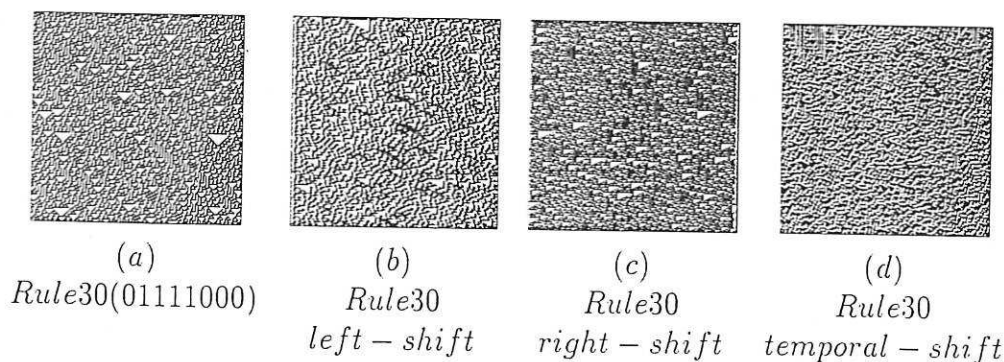 (a)
Rule30(01111000)
(b)
Rule30
left – shift
(c)
Rule30
right – shift
(d)
Rule30
temporal – shift